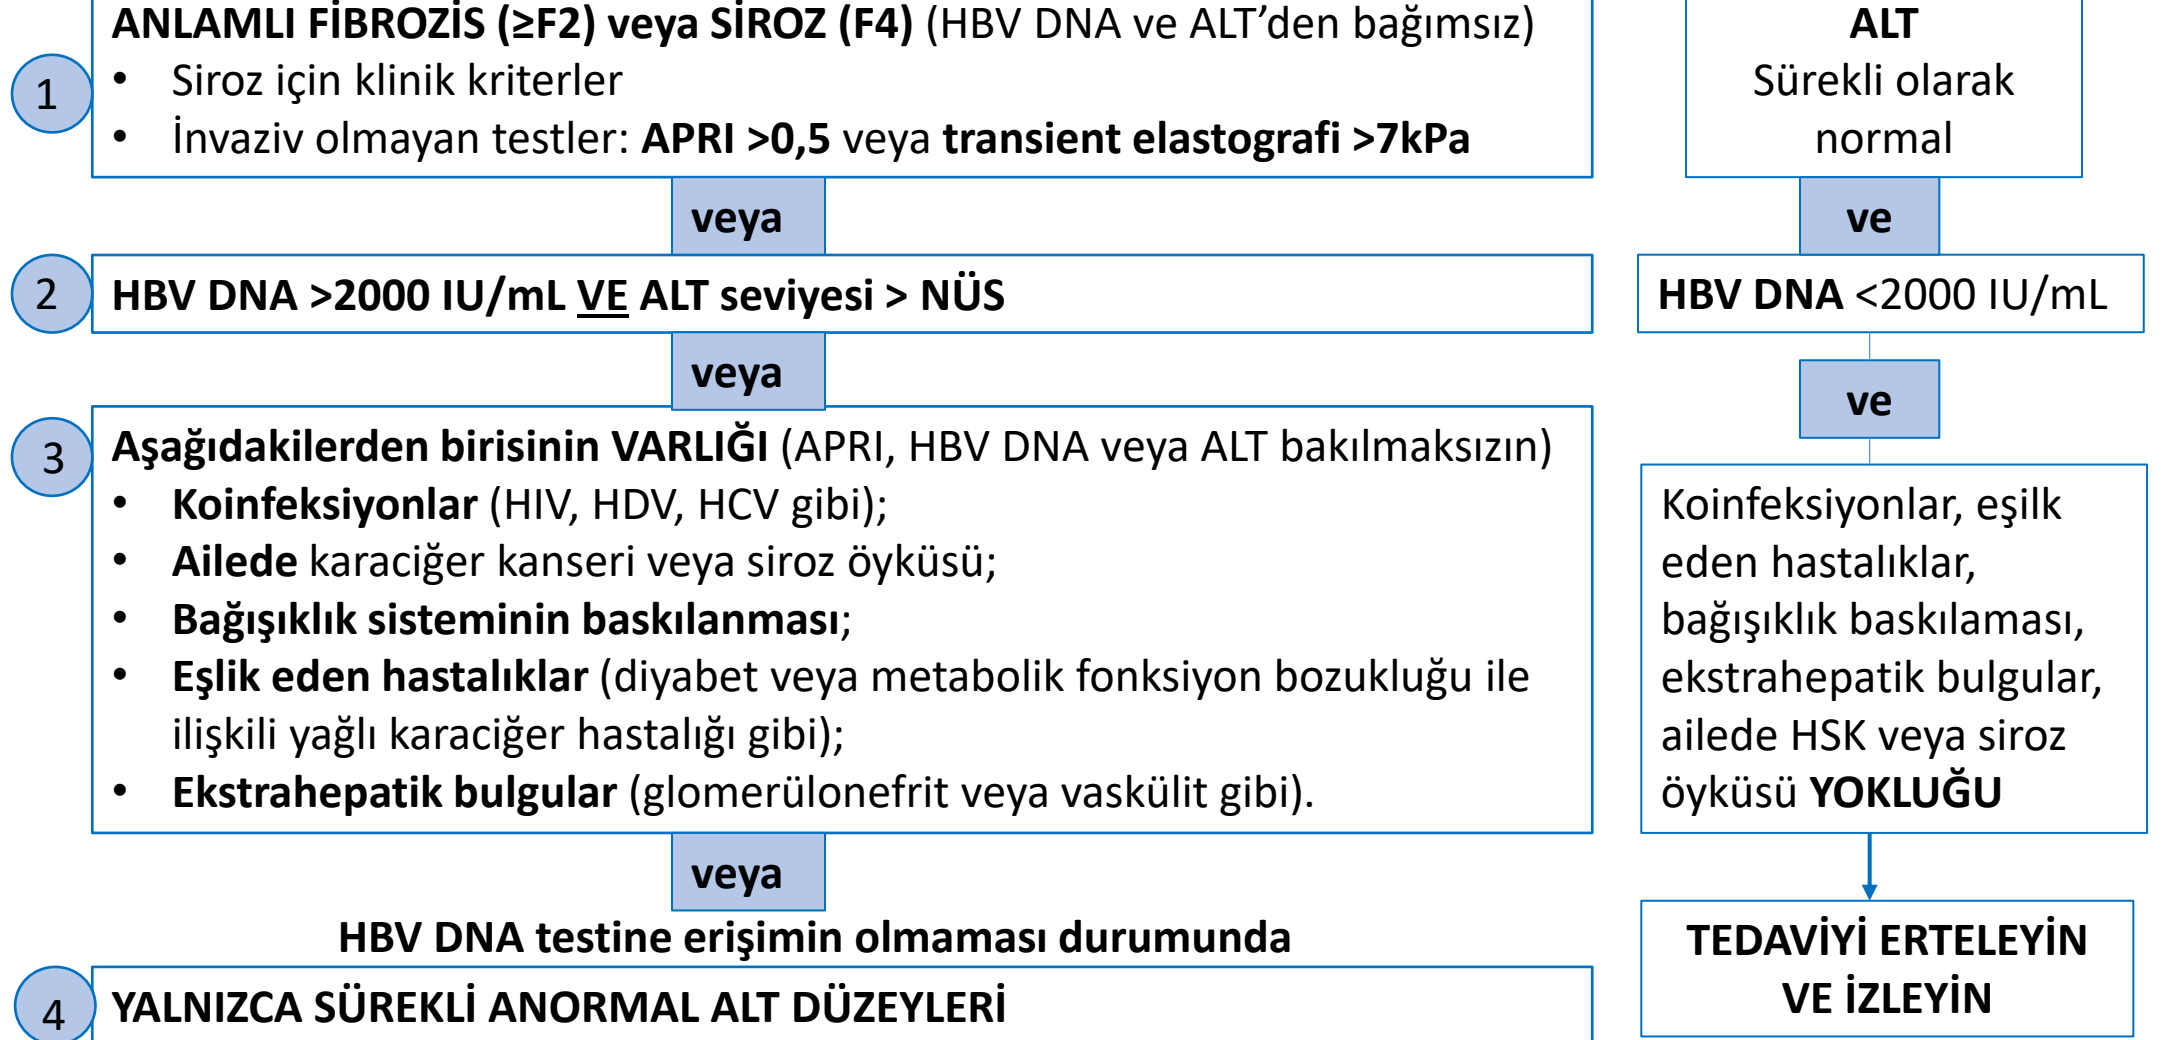 ANLAMLI FİBROZİS (≥F2) veya SİROZ (F4) (HBV DNA ve ALT’den bağımsız)
1
• Siroz için klinik kriterler
• İnvaziv olmayan testler: APRI >0,5 veya transient elastografi >7kPa
veya
2
HBV DNA >2000 IU/mL VE ALT seviyesi > NÜS
veya
3
Aşağıdakilerden birisinin VARLIĞI (APRI, HBV DNA veya ALT bakılmaksızın)
• Koinfeksiyonlar (HIV, HDV, HCV gibi);
• Ailede karaciğer kanseri veya siroz öyküsü;
• Bağışıklık sisteminin baskılanması;
• Eşlik eden hastalıklar (diyabet veya metabolik fonksiyon bozukluğu ile
ilişkili yağlı karaciğer hastalığı gibi);
• Ekstrahepatik bulgular (glomerülonefrit veya vaskülit gibi).
veya
HBV DNA testine erişimin olmaması durumunda
4
YALNIZCA SÜREKLİ ANORMAL ALT DÜZEYLERİ
ALT
Sürekli olarak
normal
ve
HBV DNA <2000 IU/mL
ve
Koinfeksiyonlar, eşilk
eden hastalıklar,
bağışıklık baskılaması,
ekstrahepatik bulgular,
ailede HSK veya siroz
öyküsü YOKLUĞU
TEDAVİYİ ERTELEYİN
VE İZLEYİN